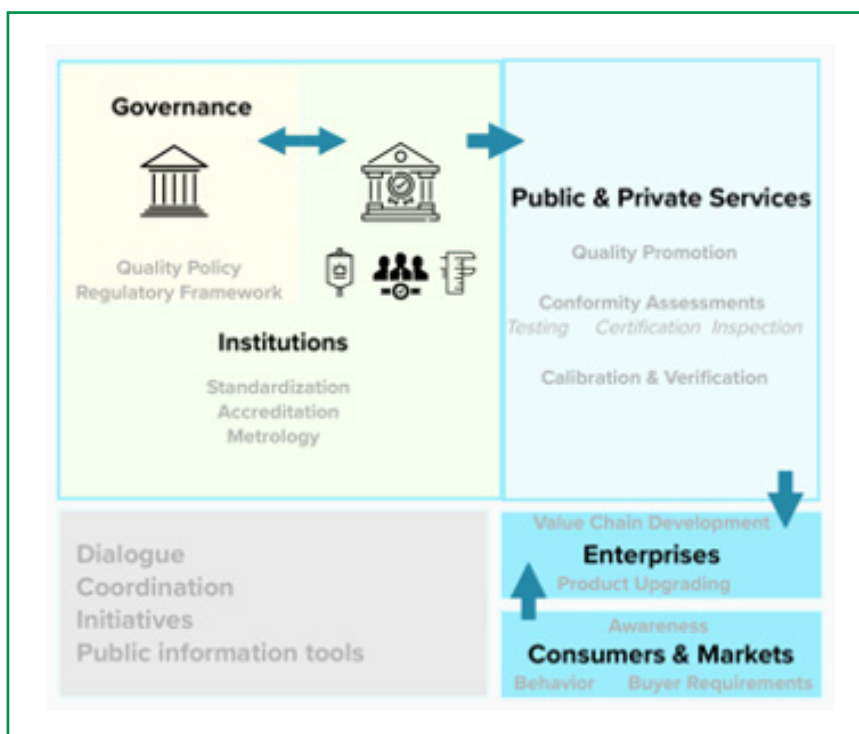 Governance
Quality Policy
Regulatory Framework
Institutions
Standardization
Accreditation
Metrology
Public & Private Services
Quality Promotion
Conformity Assessments
Testing Certification Inspection
Calibration & Verification
Dialogue
Coordination
Initiatives
Public information tools
Value Chain Development
Enterprises
Product Upgrading
Awareness
Consumers & Markets
Behavior Buyer Requirements